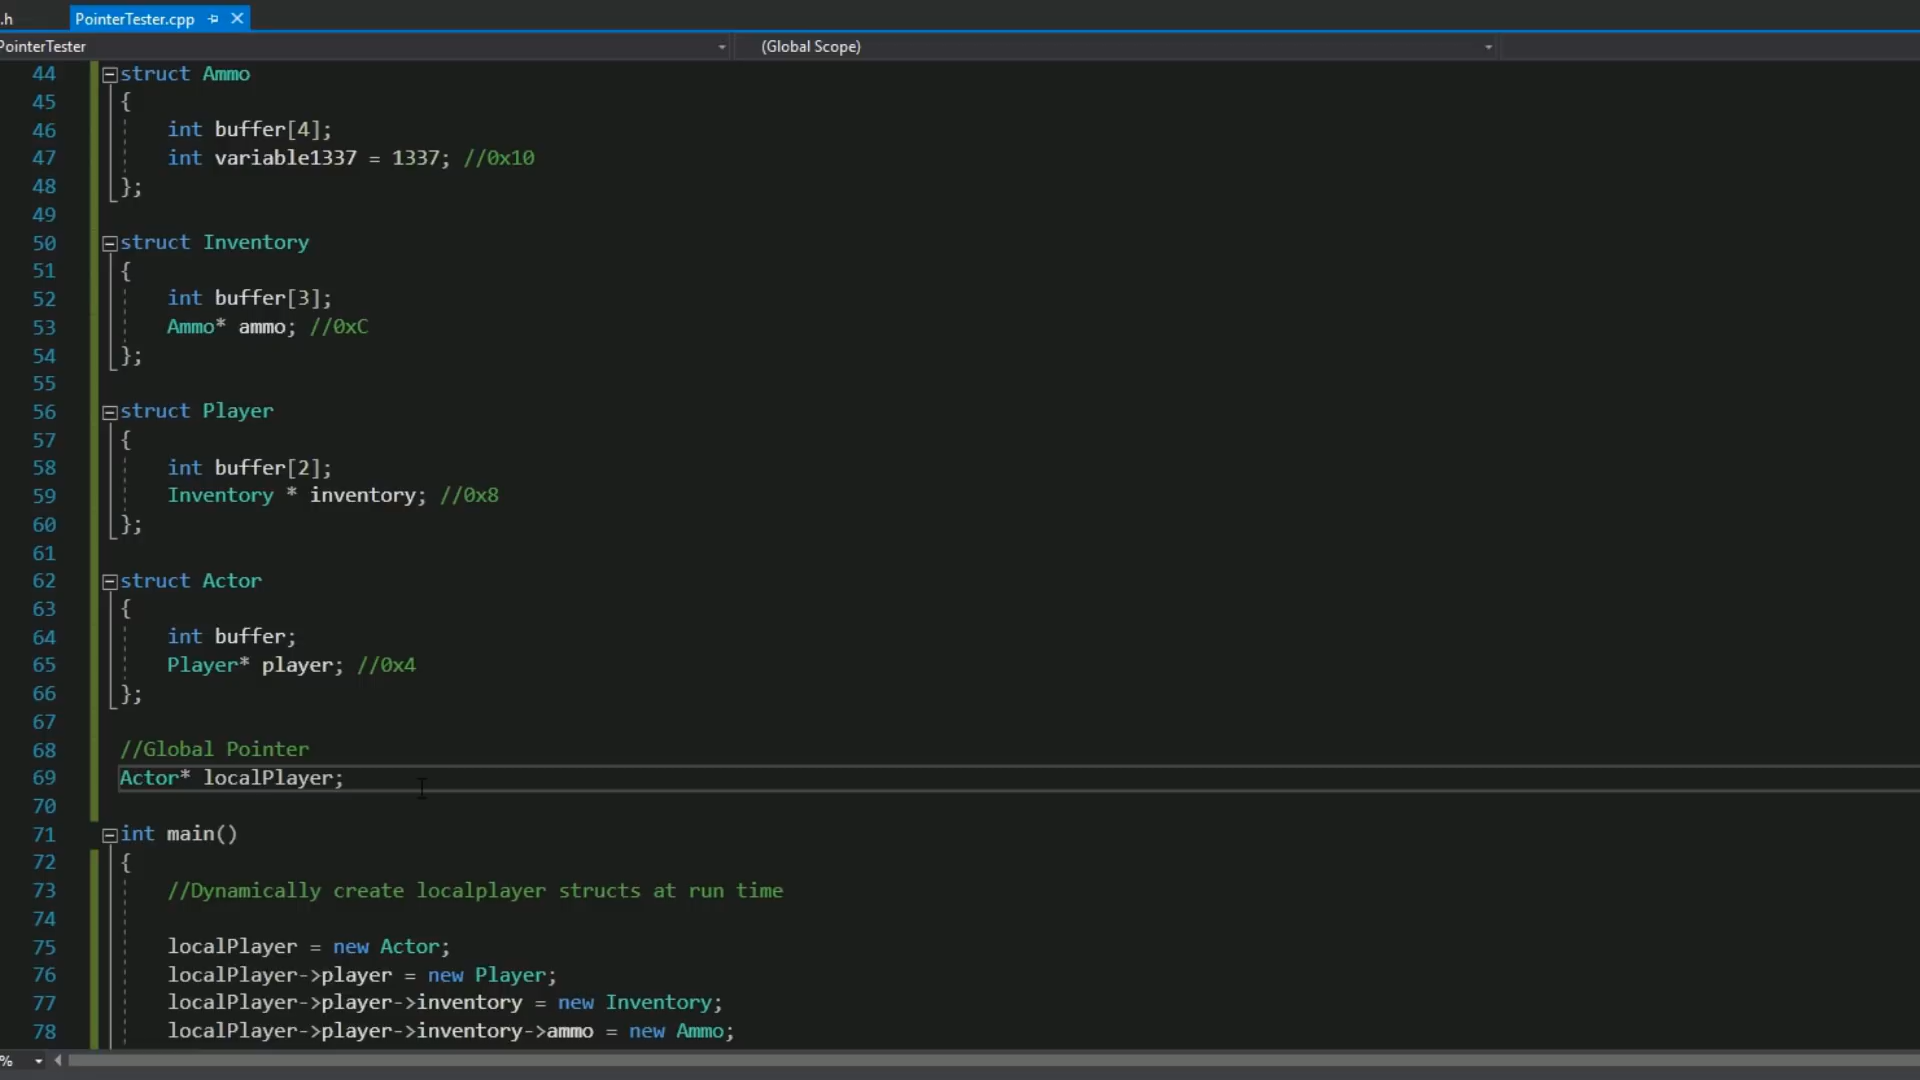 .h PointerTester.cpp
PointerTester (Global Scope)
44 struct Ammo
45 {
46 int buffer[4];
47 int variable1337 = 1337; //0x10
48 };
49
50 struct Inventory
51 {
52 int buffer[3];
53 Ammo* ammo; //0xC
54 };
55
56 struct Player
57 {
58 int buffer[2];
59 Inventory * inventory; //0x8
60 };
61
62 struct Actor
63 {
64 int buffer;
65 Player* player; //0x4
66 };
67
68 //Global Pointer
69 Actor* localPlayer;
70
71 int main()
72 {
73 //Dynamically create localplayer structs at run time
74
75 localPlayer = new Actor;
76 localPlayer->player = new Player;
77 localPlayer->player->inventory = new Inventory;
78 localPlayer->player->inventory->ammo = new Ammo;
%